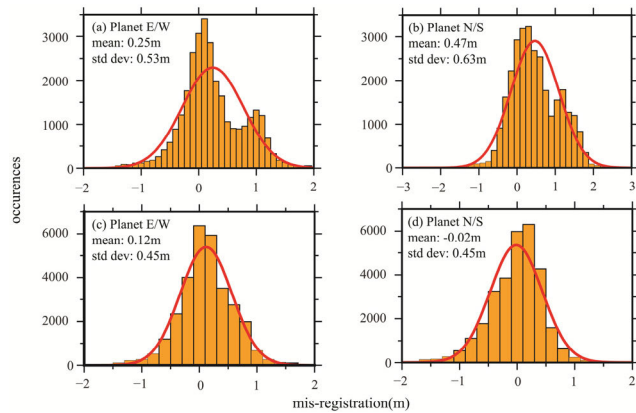 (a) Planet E/W
mean: 0.25m
std dev: 0.53m
3000
2000
1000
0
−2 −1 0 1 2
(b) Planet N/S
mean: 0.47m
std dev: 0.63m
3000
2000
1000
0
−3 −2 −1 0 1 2 3
occurences
(c) Planet E/W
mean: 0.12m
std dev: 0.45m
6000
4000
2000
0
−2 −1 0 1 2
(d) Planet N/S
mean: -0.02m
std dev: 0.45m
6000
4000
2000
0
−2 −1 0 1 2
mis-registration(m)